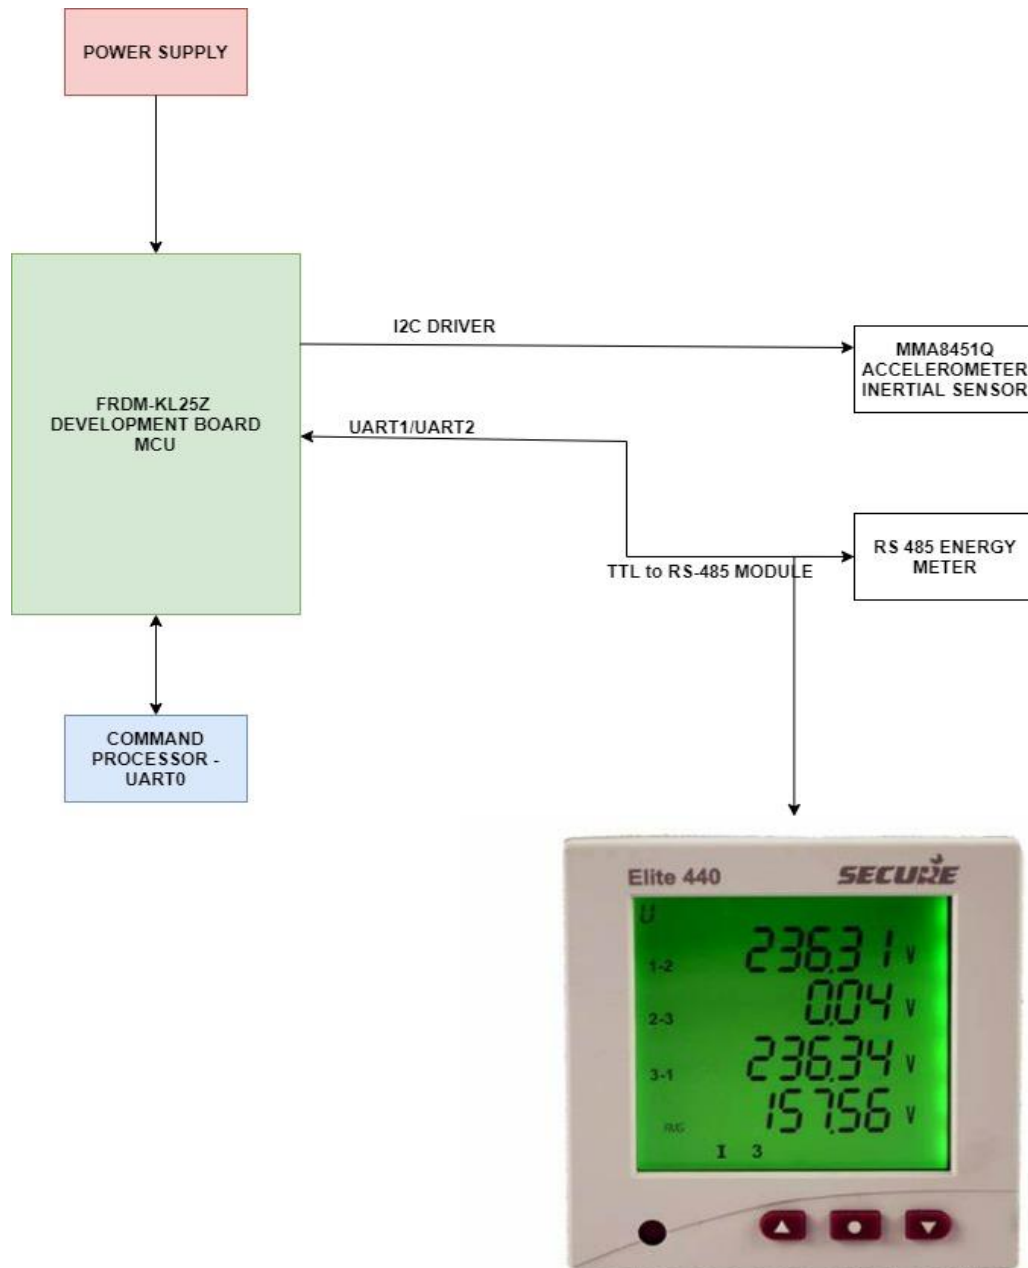 POWER SUPPLY
I2C DRIVER
MMA8451Q
ACCELEROMETER
INERTIAL SENSOR
FRDM-KL25Z
DEVELOPMENT BOARD
MCU
UART1/UART2
RS 485 ENERGY
METER
TTL to RS-485 MODULE
COMMAND
PROCESSOR -
UART0
Elite 440 SECURE
U
1-2 236.31 V
2-3 0.04 V
3-1 236.34 V
AVG 157.56 V
I 3